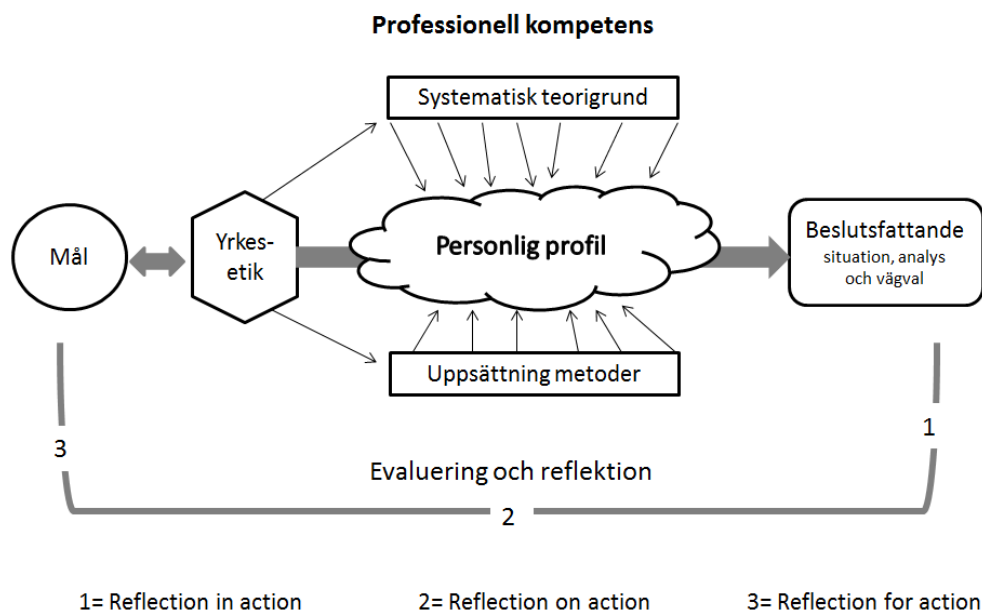 Professionell kompetens
Systematisk teorigrund
Mål
Yrkes-
etik
Personlig profil
Beslutsfattande
situation, analys
och vägval
Uppsättning metoder
3
1
Evaluering och reflektion
2
1= Reflection in action
2= Reflection on action
3= Reflection for action